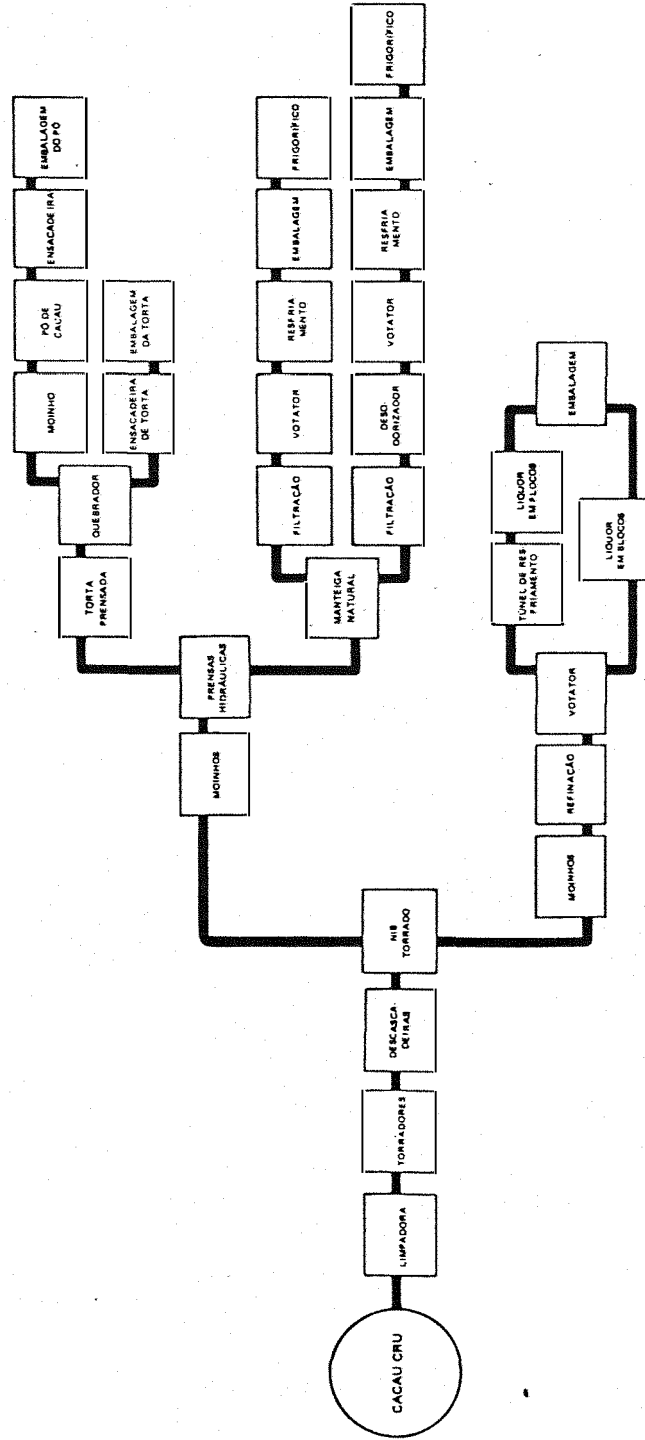 CACAU CRU
LIMPADORA
TORRADORES
DESCASCA-
DEIRAS
NIB
TORRADO
MOINHOS
PRENSAS
HIDRÁULICAS
TORTA
PRENSADA
QUEBRADOR
MOINHO
PÓ DE
CACAU
ENSACADEIRA
EMBALAGEM
DO PÓ
ENSACADEIRA
DE TORTA
EMBALAGEM
DA TORTA
MANTEIGA
NATURAL
FILTRAÇÃO
VOTATOR
RESFRIA
MENTO
EMBALAGEM
FRIGORÍFICO
FILTRAÇÃO
DESO-
DORIZADOR
VOTATOR
RESFRIA
MENTO
EMBALAGEM
FRIGORÍFICO
MOINHOS
REFINAÇÃO
VOTATOR
TÚNEL DE RES-
FRIAMENTO
LIQUOR
EM FLOCOS
LIQUOR
EM BLOCOS
EMBALAGEM